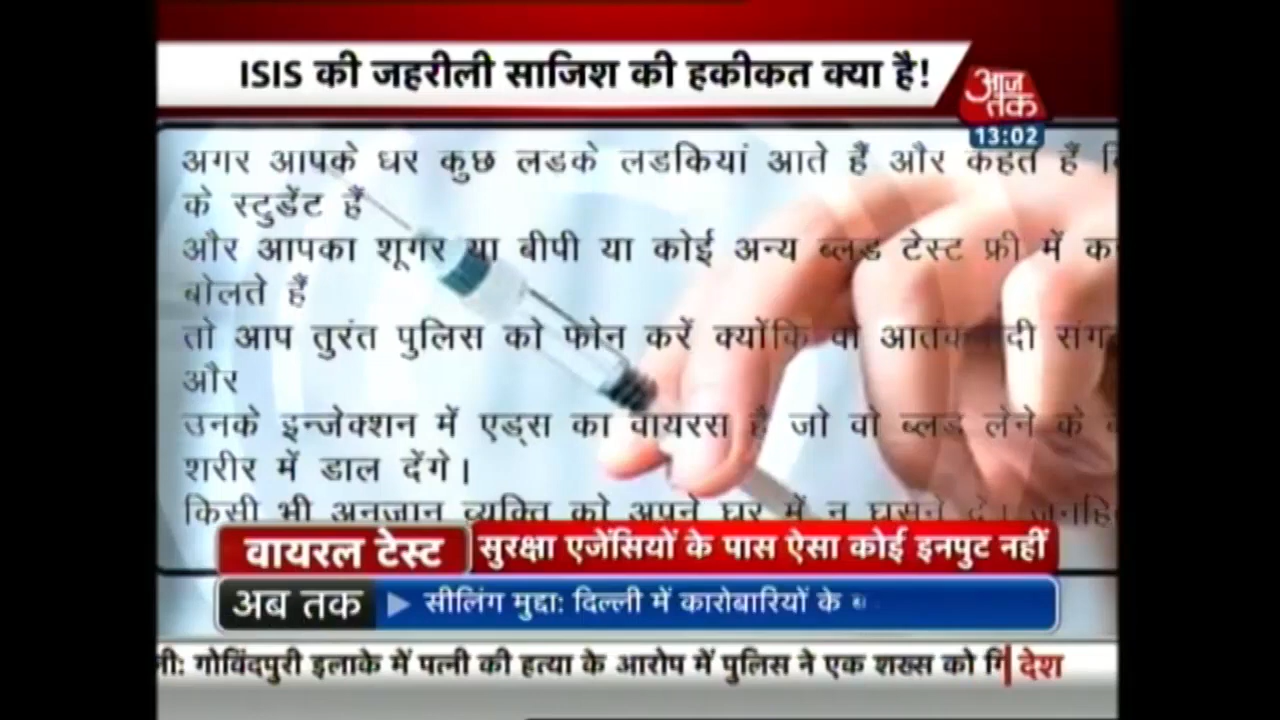 ISIS की जहरीली साजिश की हकीकत क्या है!
आज
तक
13:02
अगर आपके घर कुछ लडके लडकियां आते हैं और कहते हैं
के स्टुडेंट हैं
और आपका शूगर या बीपी या कोई अन्य ब्लड टेस्ट फ्री में
बोलते हैं
तो आप तुरंत पुलिस को फोन करें क्योंकि वो
और
उनके इन्जेक्शन में एड्स का वायरस है जो वो ब्लड लेने के
शरीर में डाल देंगे।
किसी भी अनजान व्यक्ति को अपने घर में न घुसने दें।
वायरल टेस्ट
सुरक्षा एजेंसियों के पास ऐसा कोई इनपुट नहीं
अब तक
सीलिंग मुद्दा: दिल्ली में कारोबारियों के
गोविंदपुरी इलाके में पत्नी की हत्या के आरोप में पुलिस ने एक शख्स को
देश